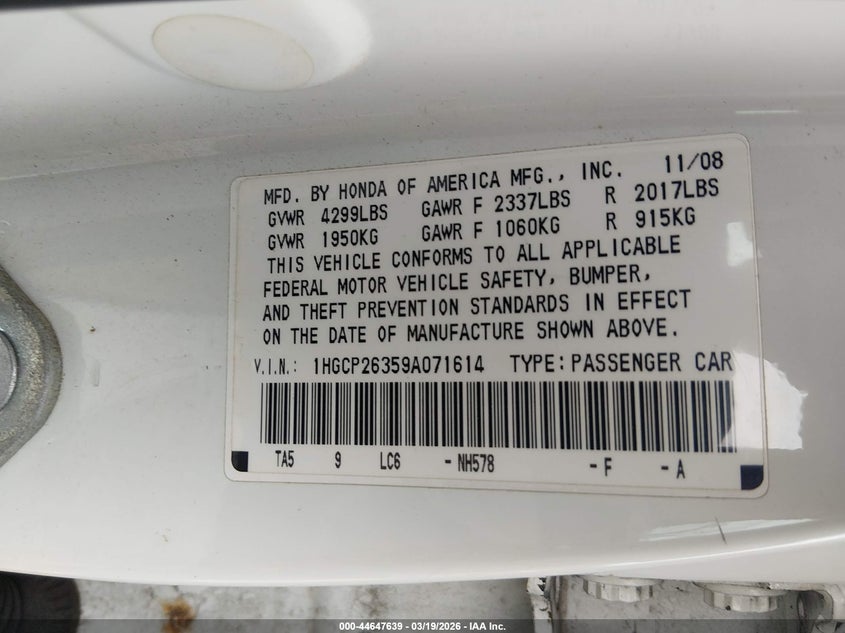 MFD. BY HONDA OF AMERICA MFG., INC. 11/08
GVWR 4299LBS GAWR F 2337LBS R 2017LBS
GVWR 1950KG GAWR F 1060KG R 915KG
THIS VEHICLE CONFORMS TO ALL APPLICABLE
FEDERAL MOTOR VEHICLE SAFETY, BUMPER,
AND THEFT PREVENTION STANDARDS IN EFFECT
ON THE DATE OF MANUFACTURE SHOWN ABOVE.
V.I.N.: 1HGCP26359A071614 TYPE: PASSENGER CAR
TA5 9 LC6 -NH578 -F -A
000-44647639 - 03/19/2026 - IAA Inc.